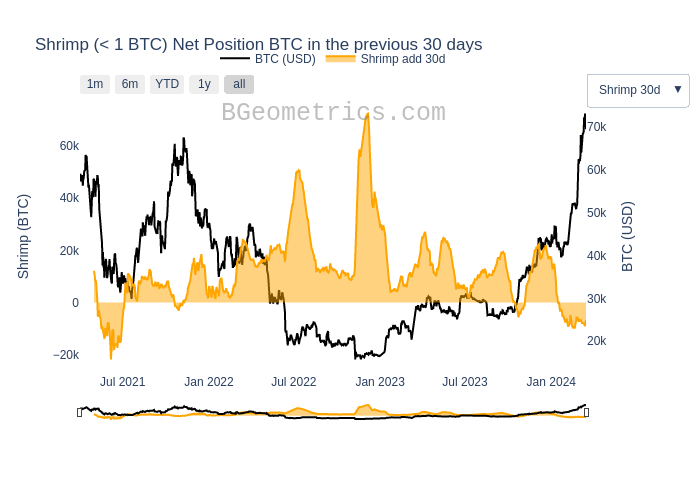 Shrimp (< 1 BTC) Net Position BTC in the previous 30 days
BTC (USD) Shrimp add 30d
1m 6m YTD 1y all
Shrimp 30d ▼
BGeometrics.com
60k
40k
20k
0
−20k
Shrimp (BTC)
70k
60k
50k
40k
30k
20k
BTC (USD)
Jul 2021 Jan 2022 Jul 2022 Jan 2023 Jul 2023 Jan 2024